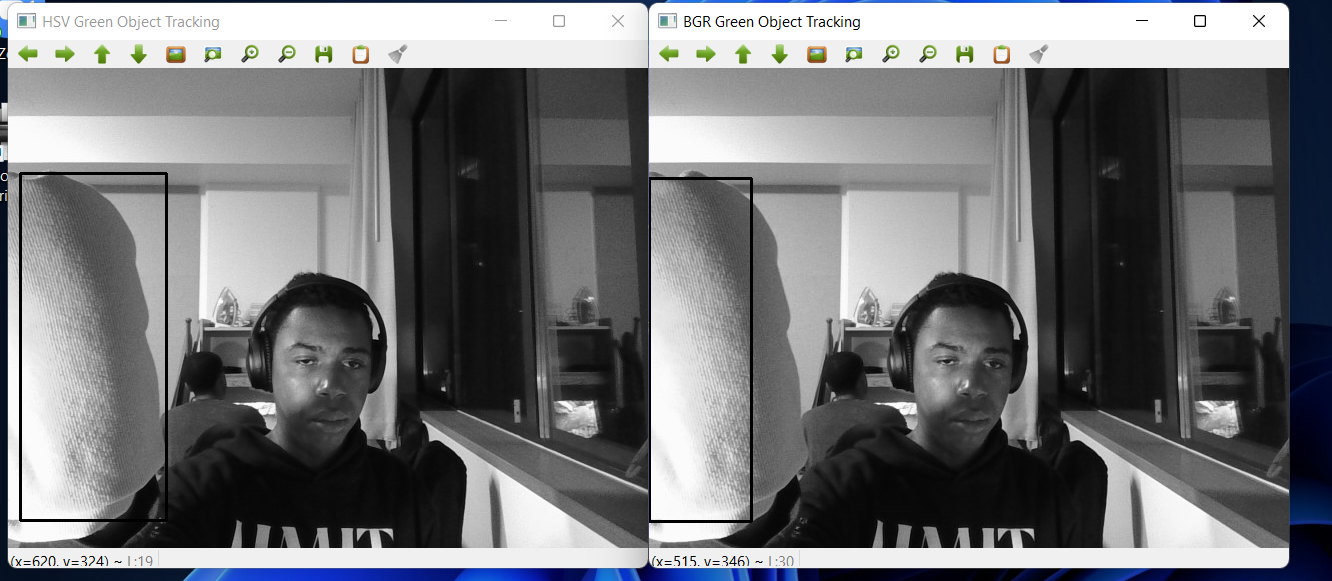 HSV Green Object Tracking
BGR Green Object Tracking
(x=620, y=324) ~ L:19
(x=515, y=346) ~ L:30